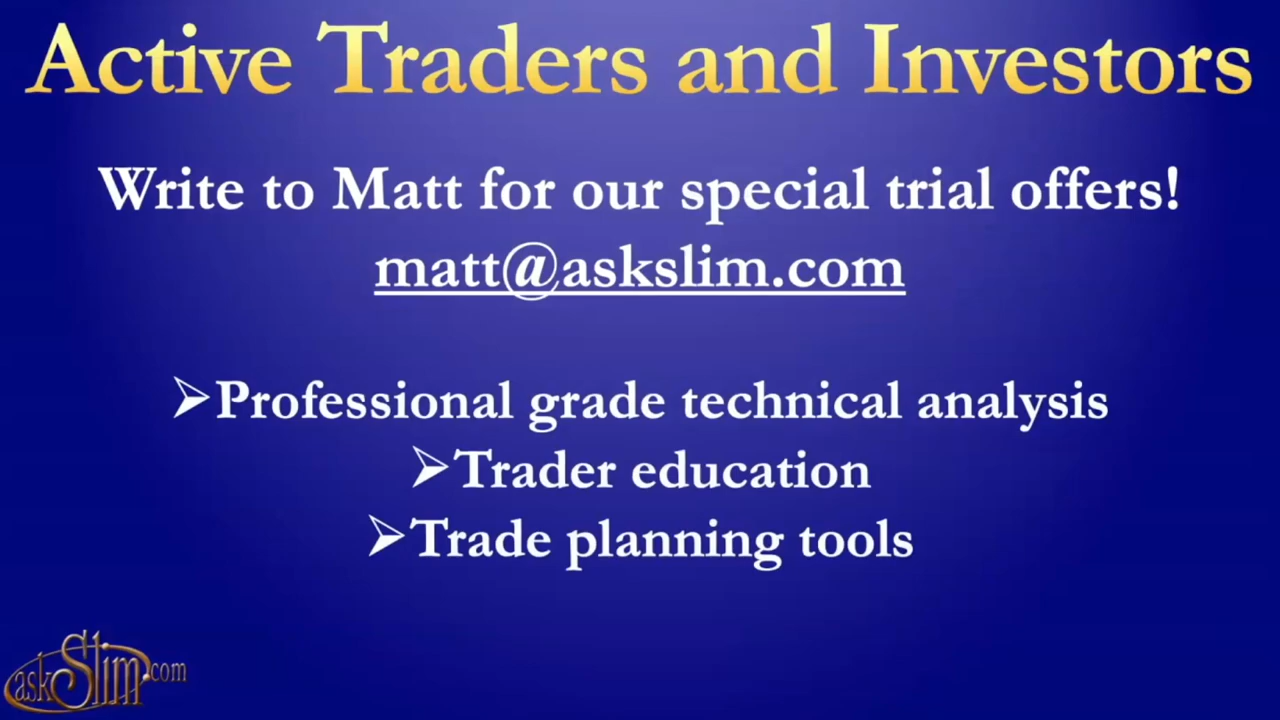 Active Traders and Investors
Write to Matt for our special trial offers!
matt@askslim.com
➢Professional grade technical analysis
➢Trader education
➢Trade planning tools
askSlim.com